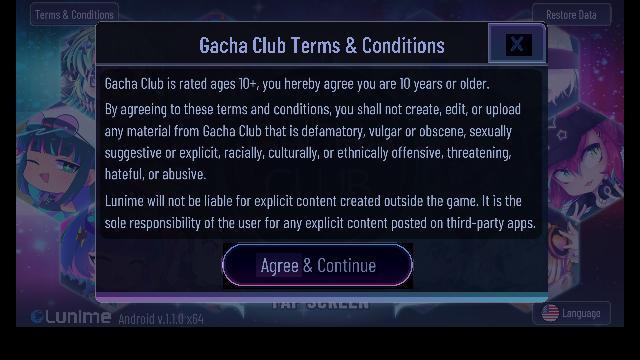 Terms & Conditions
Restore Data
Gacha Club Terms & Conditions
X
Gacha Club is rated ages 10+, you hereby agree you are 10 years or older.
By agreeing to these terms and conditions, you shall not create, edit, or upload
any material from Gacha Club that is defamatory, vulgar or obscene, sexually
suggestive or explicit, racially, culturally, or ethnically offensive, threatening,
hateful, or abusive.
Lunime will not be liable for explicit content created outside the game. It is the
sole responsibility of the user for any explicit content posted on third-party apps.
Agree & Continue
TAP SCREEN
Lunime
Android v.1.1.0 x64
Language